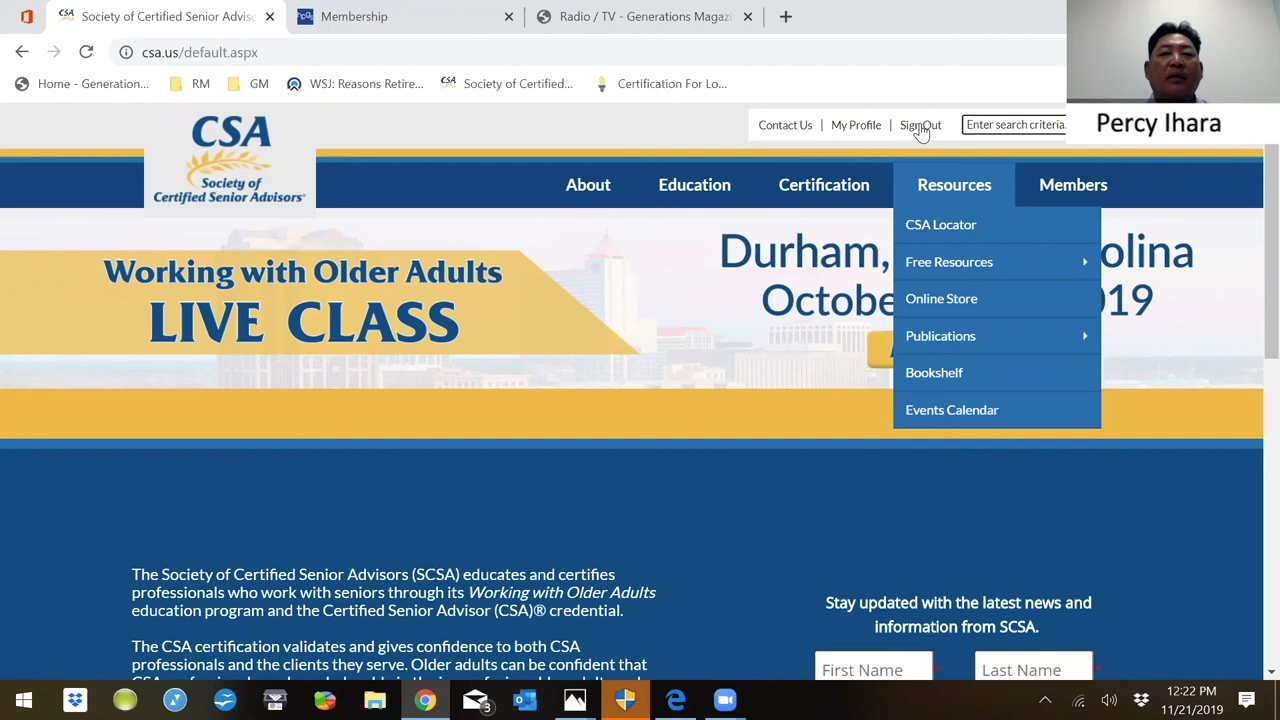 Society of Certified Senior Adviso
Membership
Radio / TV - Generations Magazi
csa.us/default.aspx
Home - Generation...
RM
GM
WSJ: Reasons Retire...
CSA
Society of Certified...
Certification For Lo...
Percy Ihara
Contact Us | My Profile | Sign Out
Enter search criteria.
CSA
Society of
Certified Senior Advisors®
About
Education
Certification
Resources
Members
CSA Locator
Free Resources
Online Store
Publications
Bookshelf
Events Calendar
Working with Older Adults
LIVE CLASS
Durham, olina
Octobe 019
The Society of Certified Senior Advisors (SCSA) educates and certifies
professionals who work with seniors through its Working with Older Adults
education program and the Certified Senior Advisor (CSA)® credential.
The CSA certification validates and gives confidence to both CSA
professionals and the clients they serve. Older adults can be confident that
Stay updated with the latest news and
information from SCSA.
First Name *
Last Name *
3
12:22 PM
11/21/2019